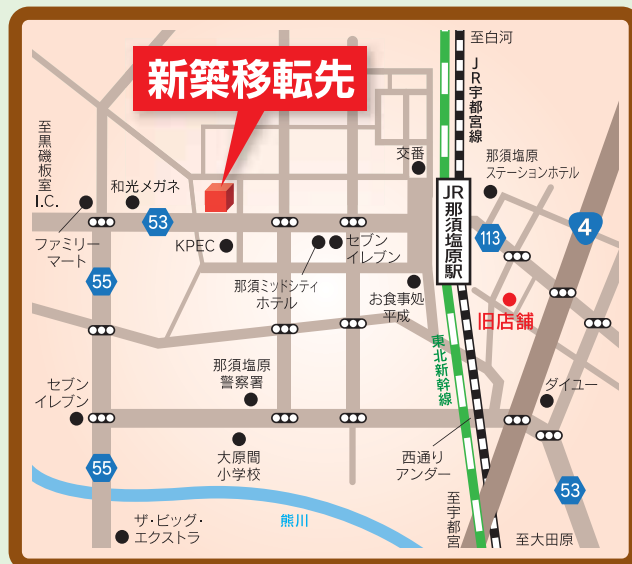 至白河
JR宇都宮線
新築移転先
至黒磯板室
I.C.
和光メガネ
交番
那須塩原
ステーションホテル
ファミリー
マート
53
KPEC
セブン
イレブン
那須ミッドシティ
ホテル
JR那須塩原駅
113
4
55
お食事処
平成
旧店舗
東北新幹線
セブン
イレブン
那須塩原
警察署
ダイユー
大原間
小学校
西通り
アンダー
55
53
熊川
ザ・ビッグ・
エクストラ
至宇都宮
至大田原